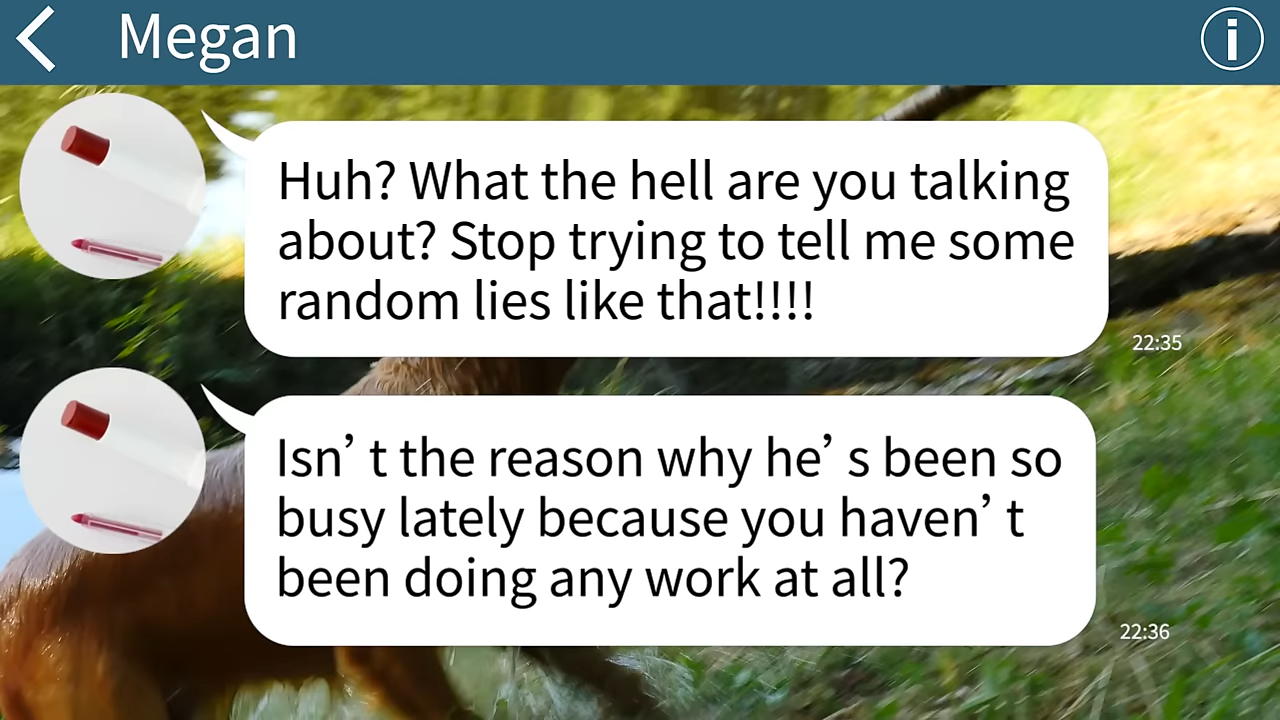 Megan
Huh? What the hell are you talking
about? Stop trying to tell me some
random lies like that!!!!
22:35
Isn’ t the reason why he’ s been so
busy lately because you haven’ t
been doing any work at all?
22:36